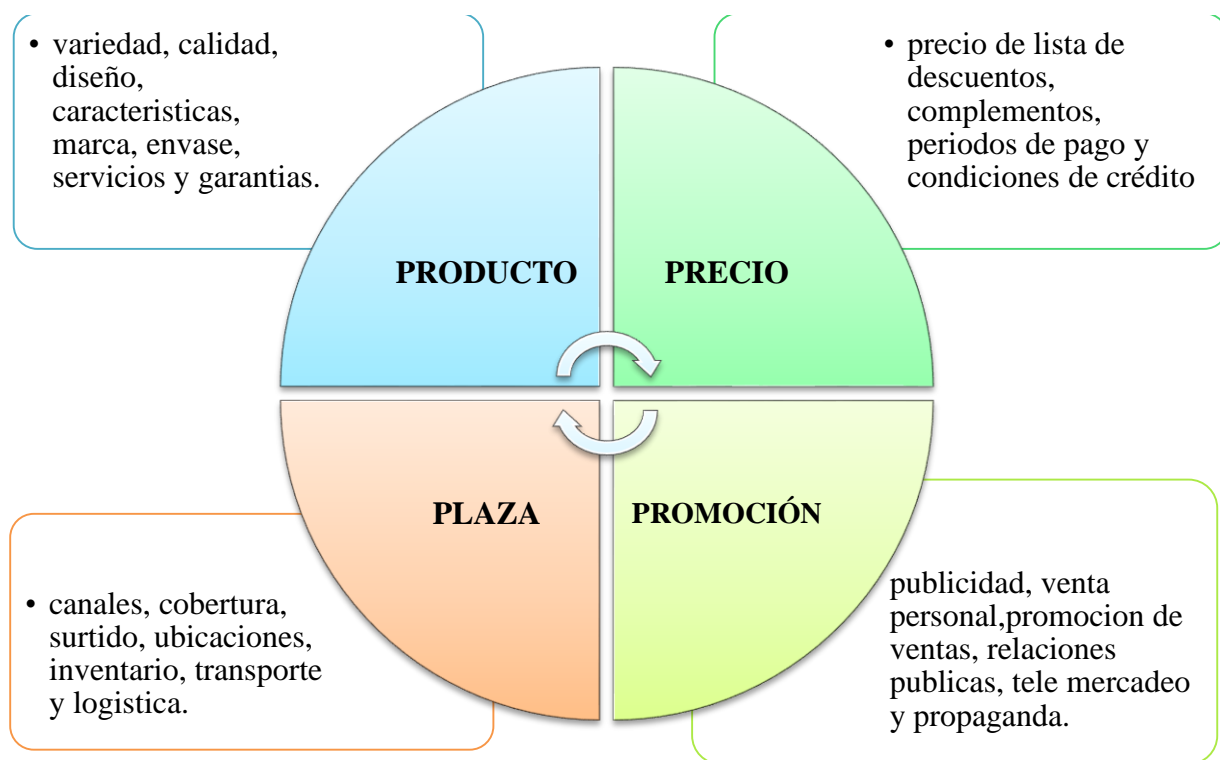 • variedad, calidad,
diseño,
caracteristicas,
marca, envase,
servicios y garantias.
• precio de lista de
descuentos,
complementos,
periodos de pago y
condiciones de crédito
PRODUCTO
PRECIO
PLAZA
PROMOCIÓN
• canales, cobertura,
surtido, ubicaciones,
inventario, transporte
y logistica.
publicidad, venta
personal,promocion de
ventas, relaciones
publicas, tele mercadeo
y propaganda.